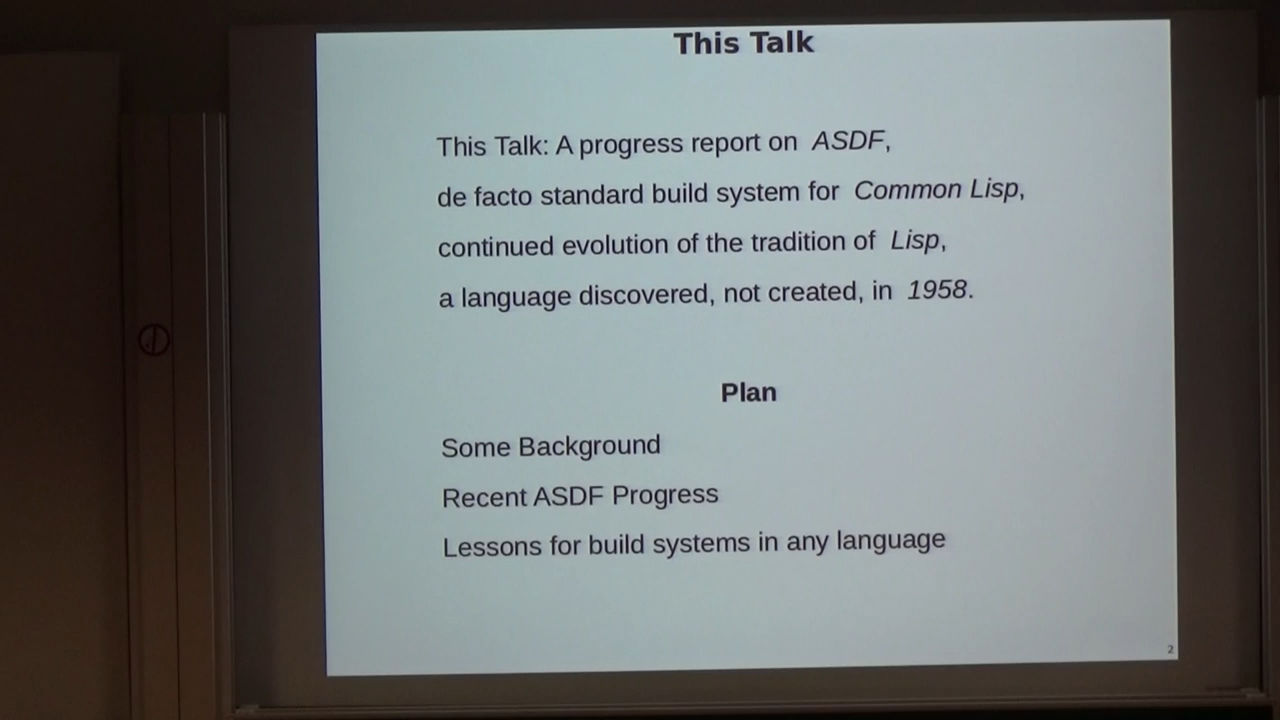 This Talk
This Talk: A progress report on ASDF,
de facto standard build system for Common Lisp,
continued evolution of the tradition of Lisp,
a language discovered, not created, in 1958.
Plan
Some Background
Recent ASDF Progress
Lessons for build systems in any language
2